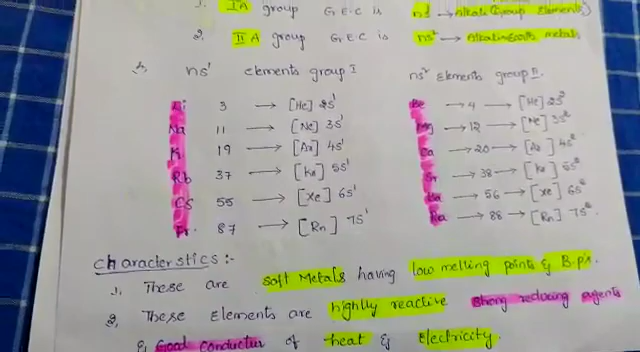 1. IA group G.E.C is ns¹ → Alkali (group Elements)
2. II A group G.E.C is ns² → Alkaline Earth metals
ns¹ elements group I ns² elements group II.
Li 3 → [He] 2s¹ Be → 4 → [He] 2s²
Na 11 → [Ne] 3s¹ Mg → 12 → [Ne] 3s²
K 19 → [Ar] 4s¹ Ca → 20 → [Ar] 4s²
Rb 37 → [Kr] 5s¹ Sr → 38 → [Kr] 5s²
Cs 55 → [Xe] 6s¹ Ba → 56 → [Xe] 6s²
Fr. 87 → [Rn] 7s¹ Ra → 88 → [Rn] 7s².
Characterstics :-
1. These are soft Metals having low melting points & B.p's.
2. These Elements are highly reactive strong reducing agents
& Good conductur of heat & Electricity.